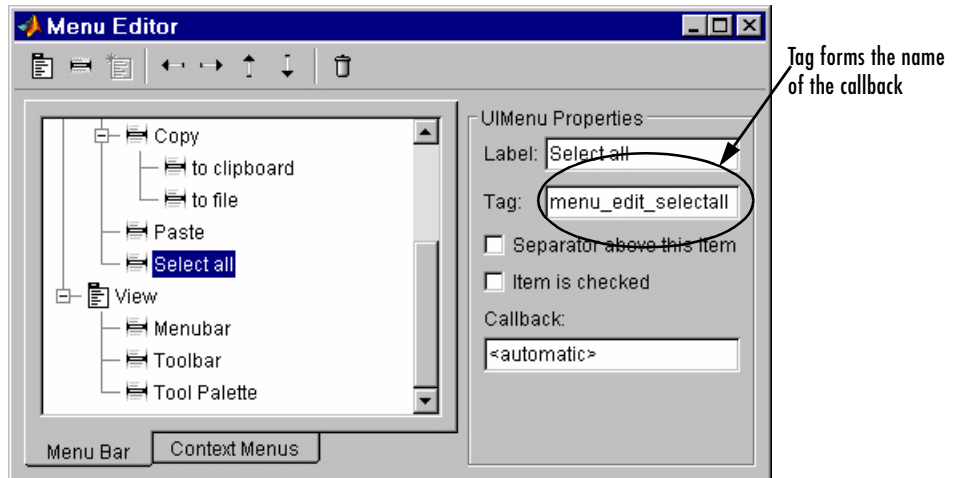 Menu Editor
Tag forms the name
of the callback
Copy
to clipboard
to file
Paste
Select all
View
Menubar
Toolbar
Tool Palette
Menu Bar
Context Menus
UIMenu Properties
Label: Select all
Tag: menu_edit_selectall
Separator above this item
Item is checked
Callback:
<automatic>